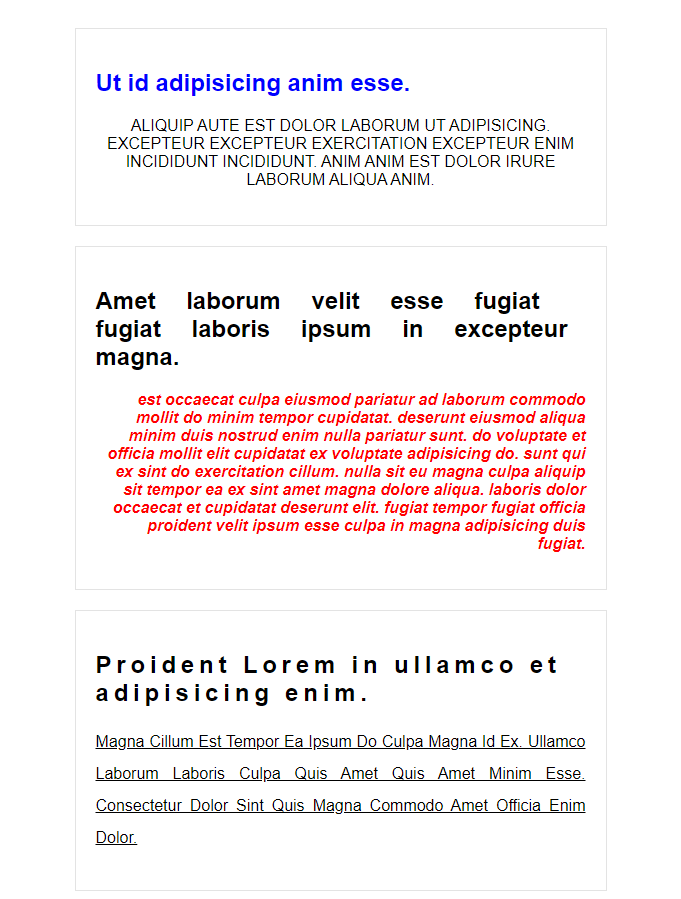 Ut id adipisicing anim esse.
ALIQUIP AUTE EST DOLOR LABORUM UT ADIPISICING.
EXCEPTEUR EXCEPTEUR EXERCITATION EXCEPTEUR ENIM
INCIDIDUNT INCIDIDUNT. ANIM ANIM EST DOLOR IRURE
LABORUM ALIQUA ANIM.
Amet laborum velit esse fugiat
fugiat laboris ipsum in excepteur
magna.
est occaecat culpa eiusmod pariatur ad laborum commodo
mollit do minim tempor cupidatat. deserunt eiusmod aliqua
minim duis nostrud enim nulla pariatur sunt. do voluptate et
officia mollit elit cupidatat ex voluptate adipisicing do. sunt qui
ex sint do exercitation cillum. nulla sit eu magna culpa aliquip
sit tempor ea ex sint amet magna dolore aliqua. laboris dolor
occaecat et cupidatat deserunt elit. fugiat tempor fugiat officia
proident velit ipsum esse culpa in magna adipisicing duis
fugiat.
Proident Lorem in ullamco et
adipisicing enim.
Magna Cillum Est Tempor Ea Ipsum Do Culpa Magna Id Ex. Ullamco
Laborum Laboris Culpa Quis Amet Quis Amet Minim Esse.
Consectetur Dolor Sint Quis Magna Commodo Amet Officia Enim
Dolor.